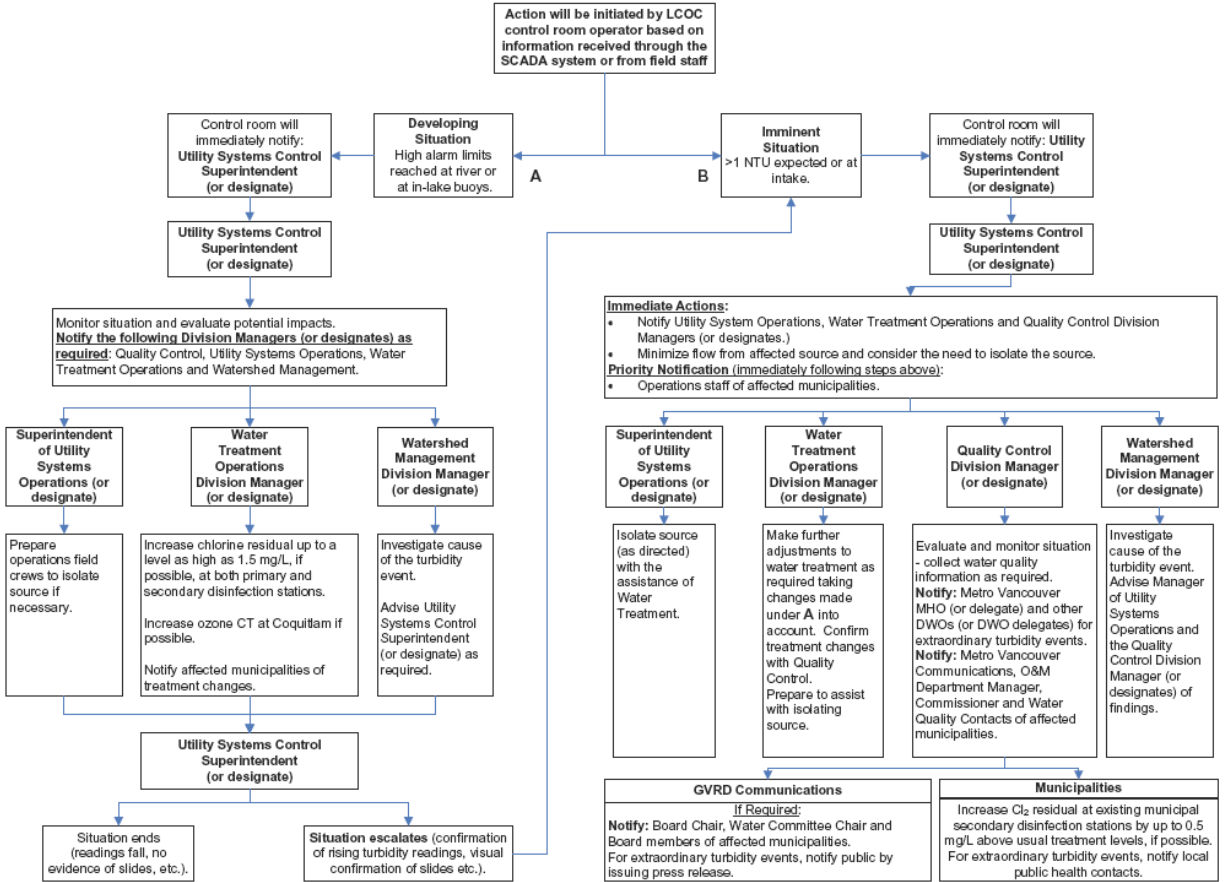 Action will be initiated by LCOC
control room operator based on
information received through the
SCADA system or from field staff
Control room will
immediately notify:
Utility Systems Control
Superintendent
(or designate)
Developing
Situation
High alarm limits
reached at river or
at in-lake buoys.
A
B
Imminent
Situation
>1 NTU expected or at
intake.
Control room will
immediately notify: Utility
Systems Control
Superintendent
(or designate)
Utility Systems Control
Superintendent
(or designate)
Utility Systems Control
Superintendent
(or designate)
Monitor situation and evaluate potential impacts.
Notify the following Division Managers (or designates) as
required: Quality Control, Utility Systems Operations, Water
Treatment Operations and Watershed Management.
Immediate Actions:
• Notify Utility System Operations, Water Treatment Operations and Quality Control Division
Managers (or designates.)
• Minimize flow from affected source and consider the need to isolate the source.
Priority Notification (immediately following steps above):
• Operations staff of affected municipalities.
Superintendent
of Utility
Systems
Operations (or
designate)
Water
Treatment
Operations
Division Manager
(or designate)
Watershed
Management
Division Manager
(or designate)
Superintendent
of Utility
Systems
Operations (or
designate)
Water
Treatment
Operations
Division Manager
(or designate)
Quality Control
Division Manager
(or designate)
Watershed
Management
Division Manager
(or designate)
Prepare
operations field
crews to isolate
source if
necessary.
Increase chlorine residual up to a
level as high as 1.5 mg/L, if
possible, at both primary and
secondary disinfection stations.
Increase ozone CT at Coquitlam if
possible.
Notify affected municipalities of
treatment changes.
Investigate cause
of the turbidity
event.
Advise Utility
Systems Control
Superintendent
(or designate) as
required.
Isolate source
(as directed)
with the
assistance of
Water
Treatment.
Make further
adjustments to
water treatment as
required taking
changes made
under A into
account. Confirm
treatment changes
with Quality
Control.
Prepare to assist
with isolating
source.
Evaluate and monitor situation
- collect water quality
information as required.
Notify: Metro Vancouver
MHO (or delegate) and other
DWOs (or DWO delegates) for
extraordinary turbidity events.
Notify: Metro Vancouver
Communications, O&M
Department Manager,
Commissioner and Water
Quality Contacts of affected
municipalities.
Investigate
cause of the
turbidity event.
Advise Manager
of Utility
Systems
Operations and
the Quality
Control Division
Manager (or
designates) of
findings.
Utility Systems Control
Superintendent
(or designate)
Situation ends
(readings fall, no
evidence of slides, etc.).
Situation escalates (confirmation
of rising turbidity readings, visual
confirmation of slides etc.).
GVRD Communications
If Required:
Notify: Board Chair, Water Committee Chair and
Board members of affected municipalities.
For extraordinary turbidity events, notify public by
issuing press release.
Municipalities
Increase Cl₂ residual at existing municipal
secondary disinfection stations by up to 0.5
mg/L above usual treatment levels, if possible.
For extraordinary turbidity events, notify local
public health contacts.